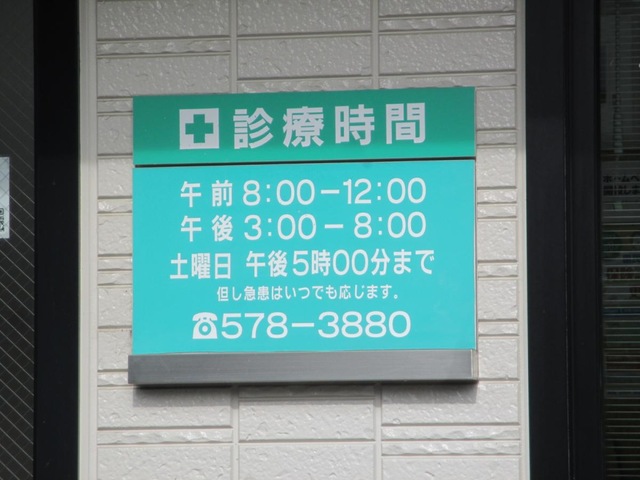 診療時間
午前 8:00-12:00
午後 3:00-8:00
土曜日 午後5時00分まで
但し急患はいつでも応じます。
☎578-3880